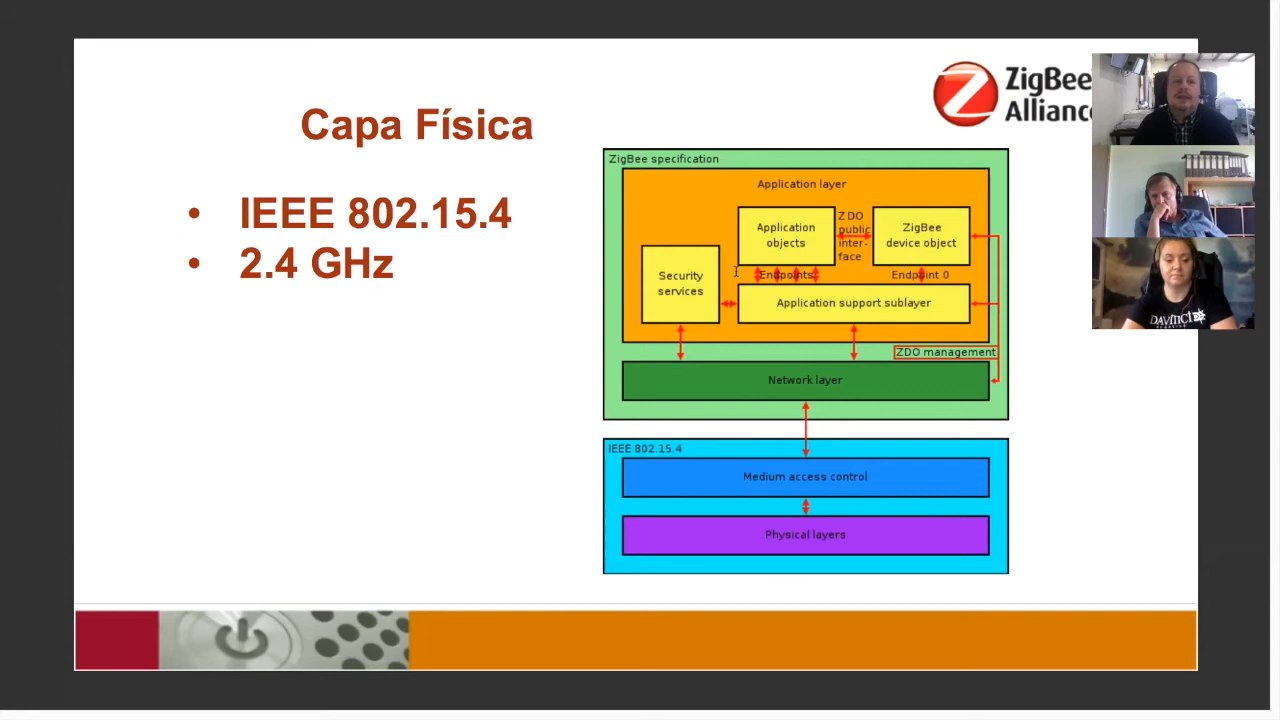 Capa Física
• IEEE 802.15.4
• 2.4 GHz
ZigBee
Alliance
ZigBee specification
Application layer
Application
objects
ZDO
public
inter-
face
ZigBee
device object
Security
services
Endpoints
Endpoint 0
Application support sublayer
ZDO management
Network layer
IEEE 802.15.4
Medium access control
Physical layers
DAVINCI